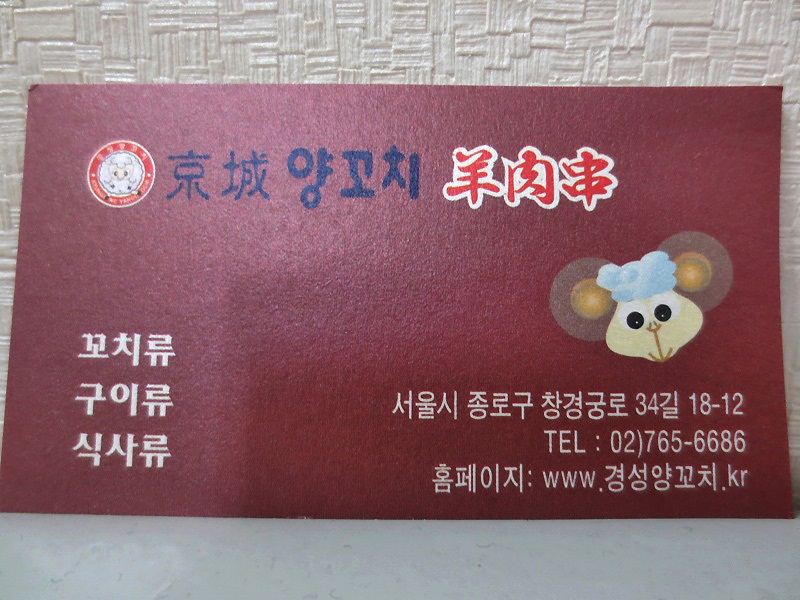 京城 양꼬치 羊肉串
꼬치류
구이류
식사류
서울시 종로구 창경궁로 34길 18-12
TEL : 02)765-6686
홈페이지: www.경성양꼬치.kr